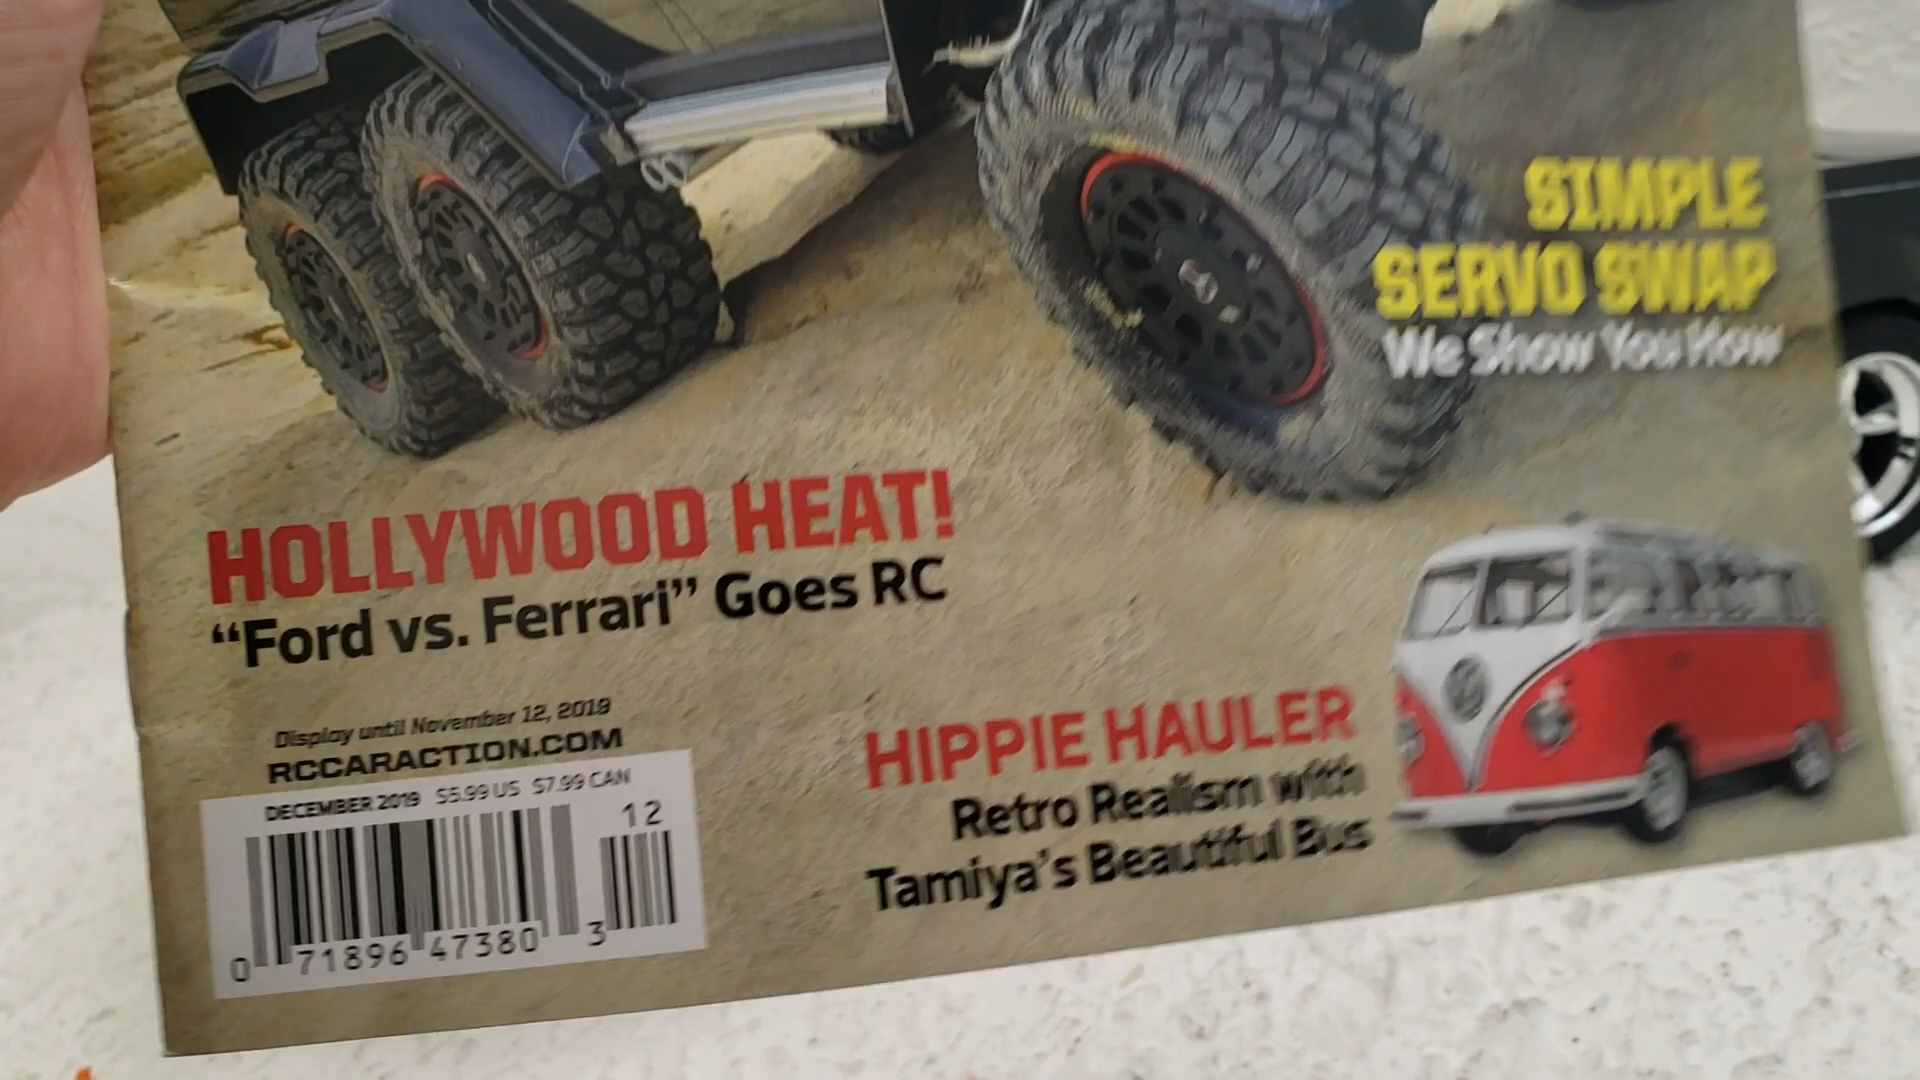 SIMPLE
SERVO SWAP
We Show You How
HOLLYWOOD HEAT!
“Ford vs. Ferrari” Goes RC
Display until November 12, 2019
RCCARACTION.COM
DECEMBER 2019 $5.99 US $7.99 CAN
12
0 71896 47380 3
HIPPIE HAULER
Retro Realism with
Tamiya's Beautiful Bus